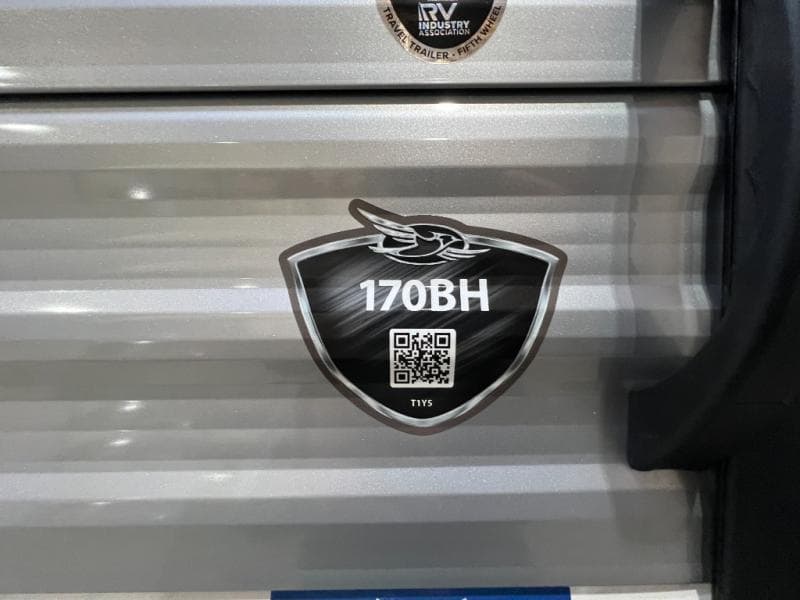 RV
INDUSTRY
ASSOCIATION
TRAVEL TRAILER - FIFTH WHEEL
170BH
T1Y5